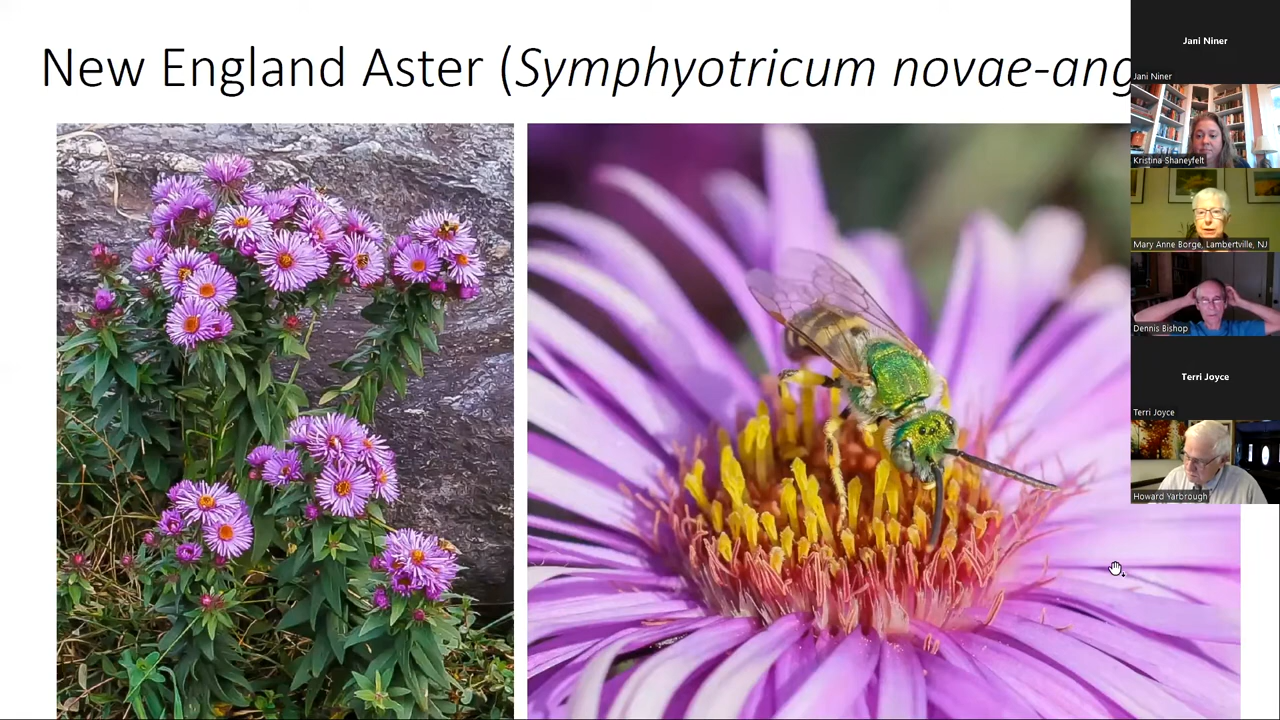 New England Aster (Symphyotricum novae-ang
Jani Niner
Jani Niner
Kristina Shaneyfelt
Mary Anne Borge, Lambertville, NJ
Dennis Bishop
Terri Joyce
Terri Joyce
Howard Yarbrough